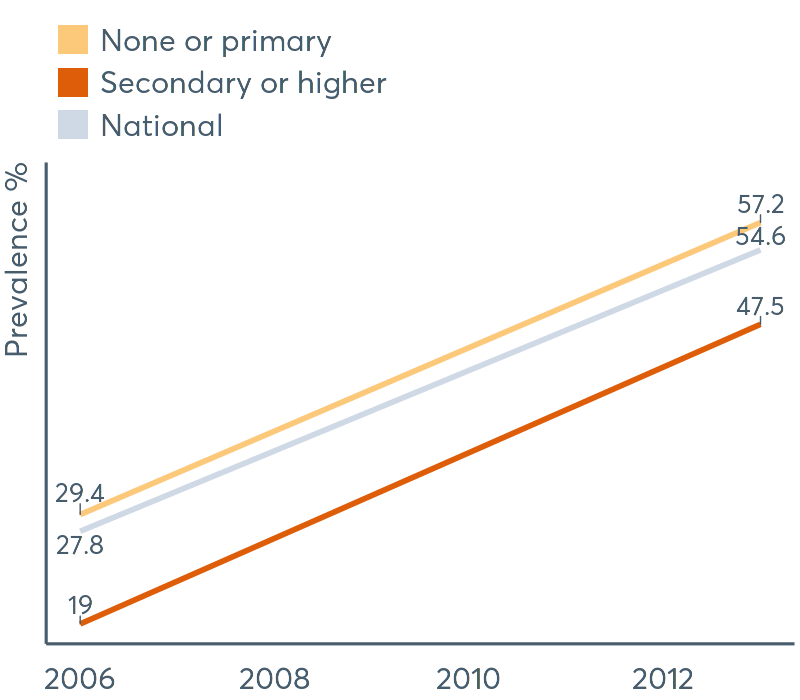 None or primary
Secondary or higher
National
Prevalence %
57.2
54.6
47.5
29.4
27.8
19
2006 2008 2010 2012